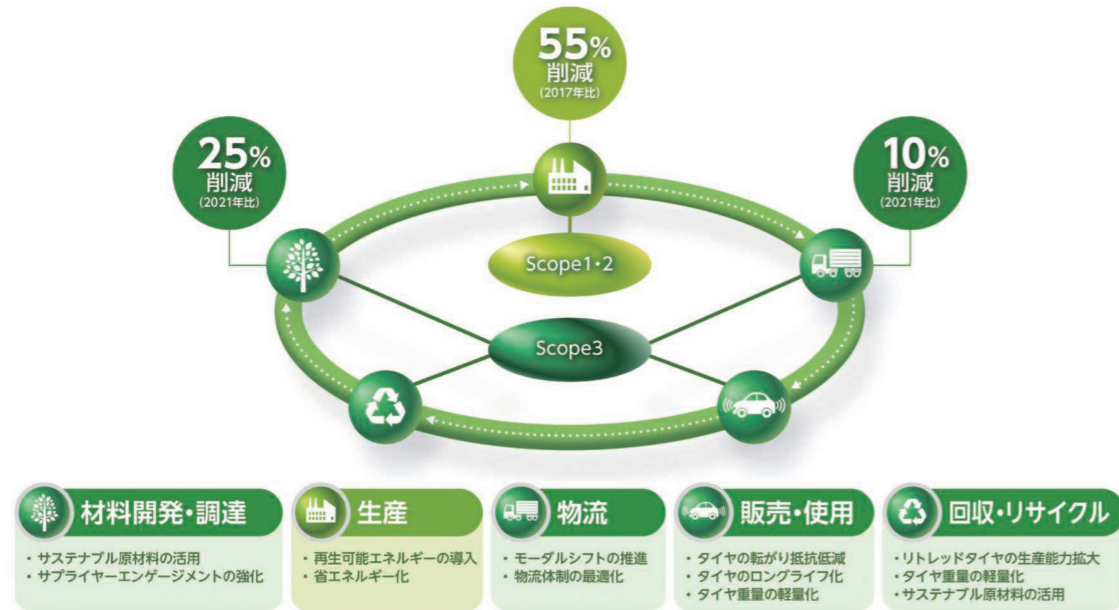 55%
削減
(2017年比)
25%
削減
(2021年比)
10%
削減
(2021年比)
Scope1・2
Scope3
材料開発・調達
・サステナブル原材料の活用
・サプライヤーエンゲージメントの強化
生産
・再生可能エネルギーの導入
・省エネルギー化
物流
・モーダルシフトの推進
・物流体制の最適化
販売・使用
・タイヤの転がり抵抗低減
・タイヤのロングライフ化
・タイヤ重量の軽量化
回収・リサイクル
・リトレッドタイヤの生産能力拡大
・タイヤ重量の軽量化
・サステナブル原材料の活用